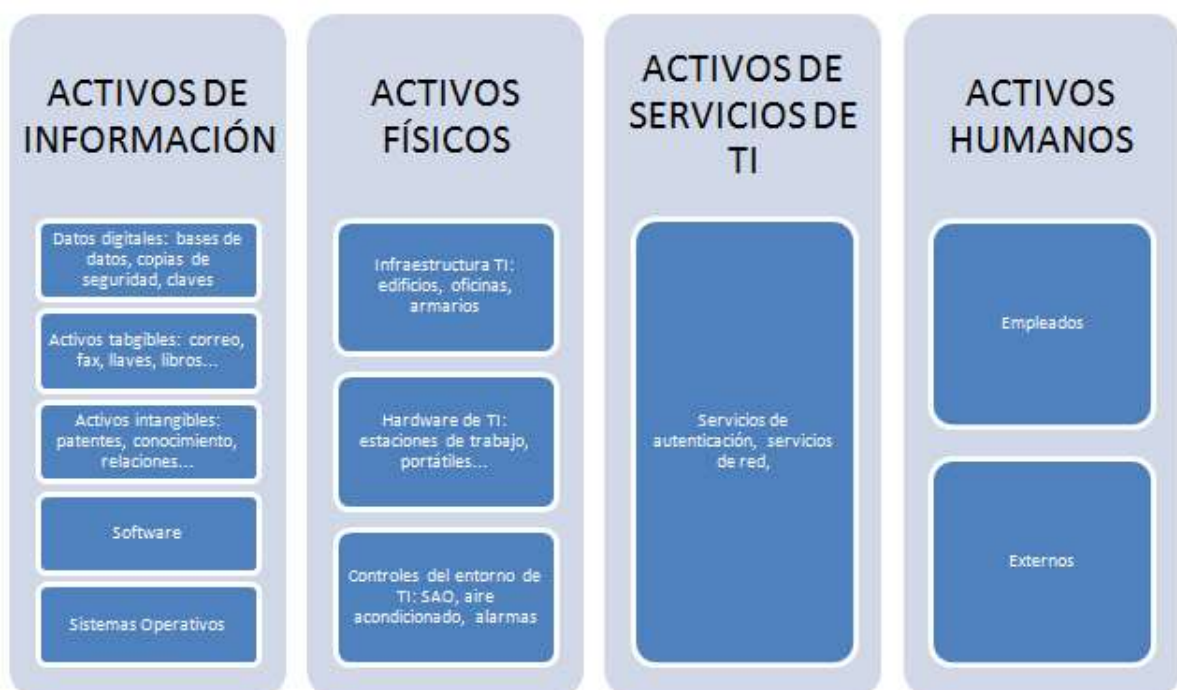 ACTIVOS DE
INFORMACIÓN
Datos digitales: bases de
datos, copias de
seguridad, claves
Activos tabgibles: correo,
fax, llaves, libros...
Activos intangibles:
patentes, conocimiento,
relaciones...
Software
Sistemas Operativos
ACTIVOS
FÍSICOS
Infraestructura TI:
edificios, oficinas,
armarios
Hardware de TI:
estaciones de trabajo,
portátiles...
Controles del entorno de
TI: SAO, aire
acondicionado, alarmas
ACTIVOS DE
SERVICIOS DE
TI
Servicios de
autenticación, servicios
de red,
ACTIVOS
HUMANOS
Empleados
Externos